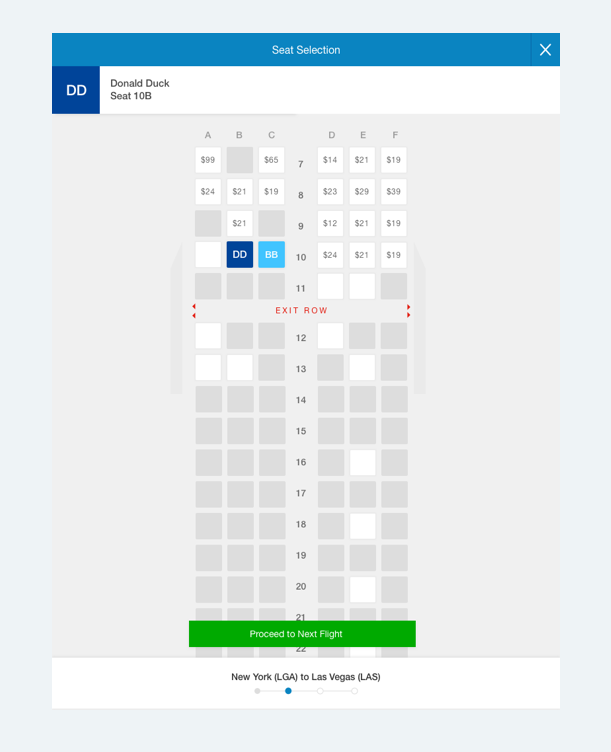 Seat Selection
DD
Donald Duck
Seat 10B
A B C D E F
$99 $65 7 $14 $21 $19
$24 $21 $19 8 $23 $29 $39
$21 9 $12 $21 $19
DD BB 10 $24 $21 $19
11
EXIT ROW
12
13
14
15
16
17
18
19
20
21
Proceed to Next Flight
22
New York (LGA) to Las Vegas (LAS)